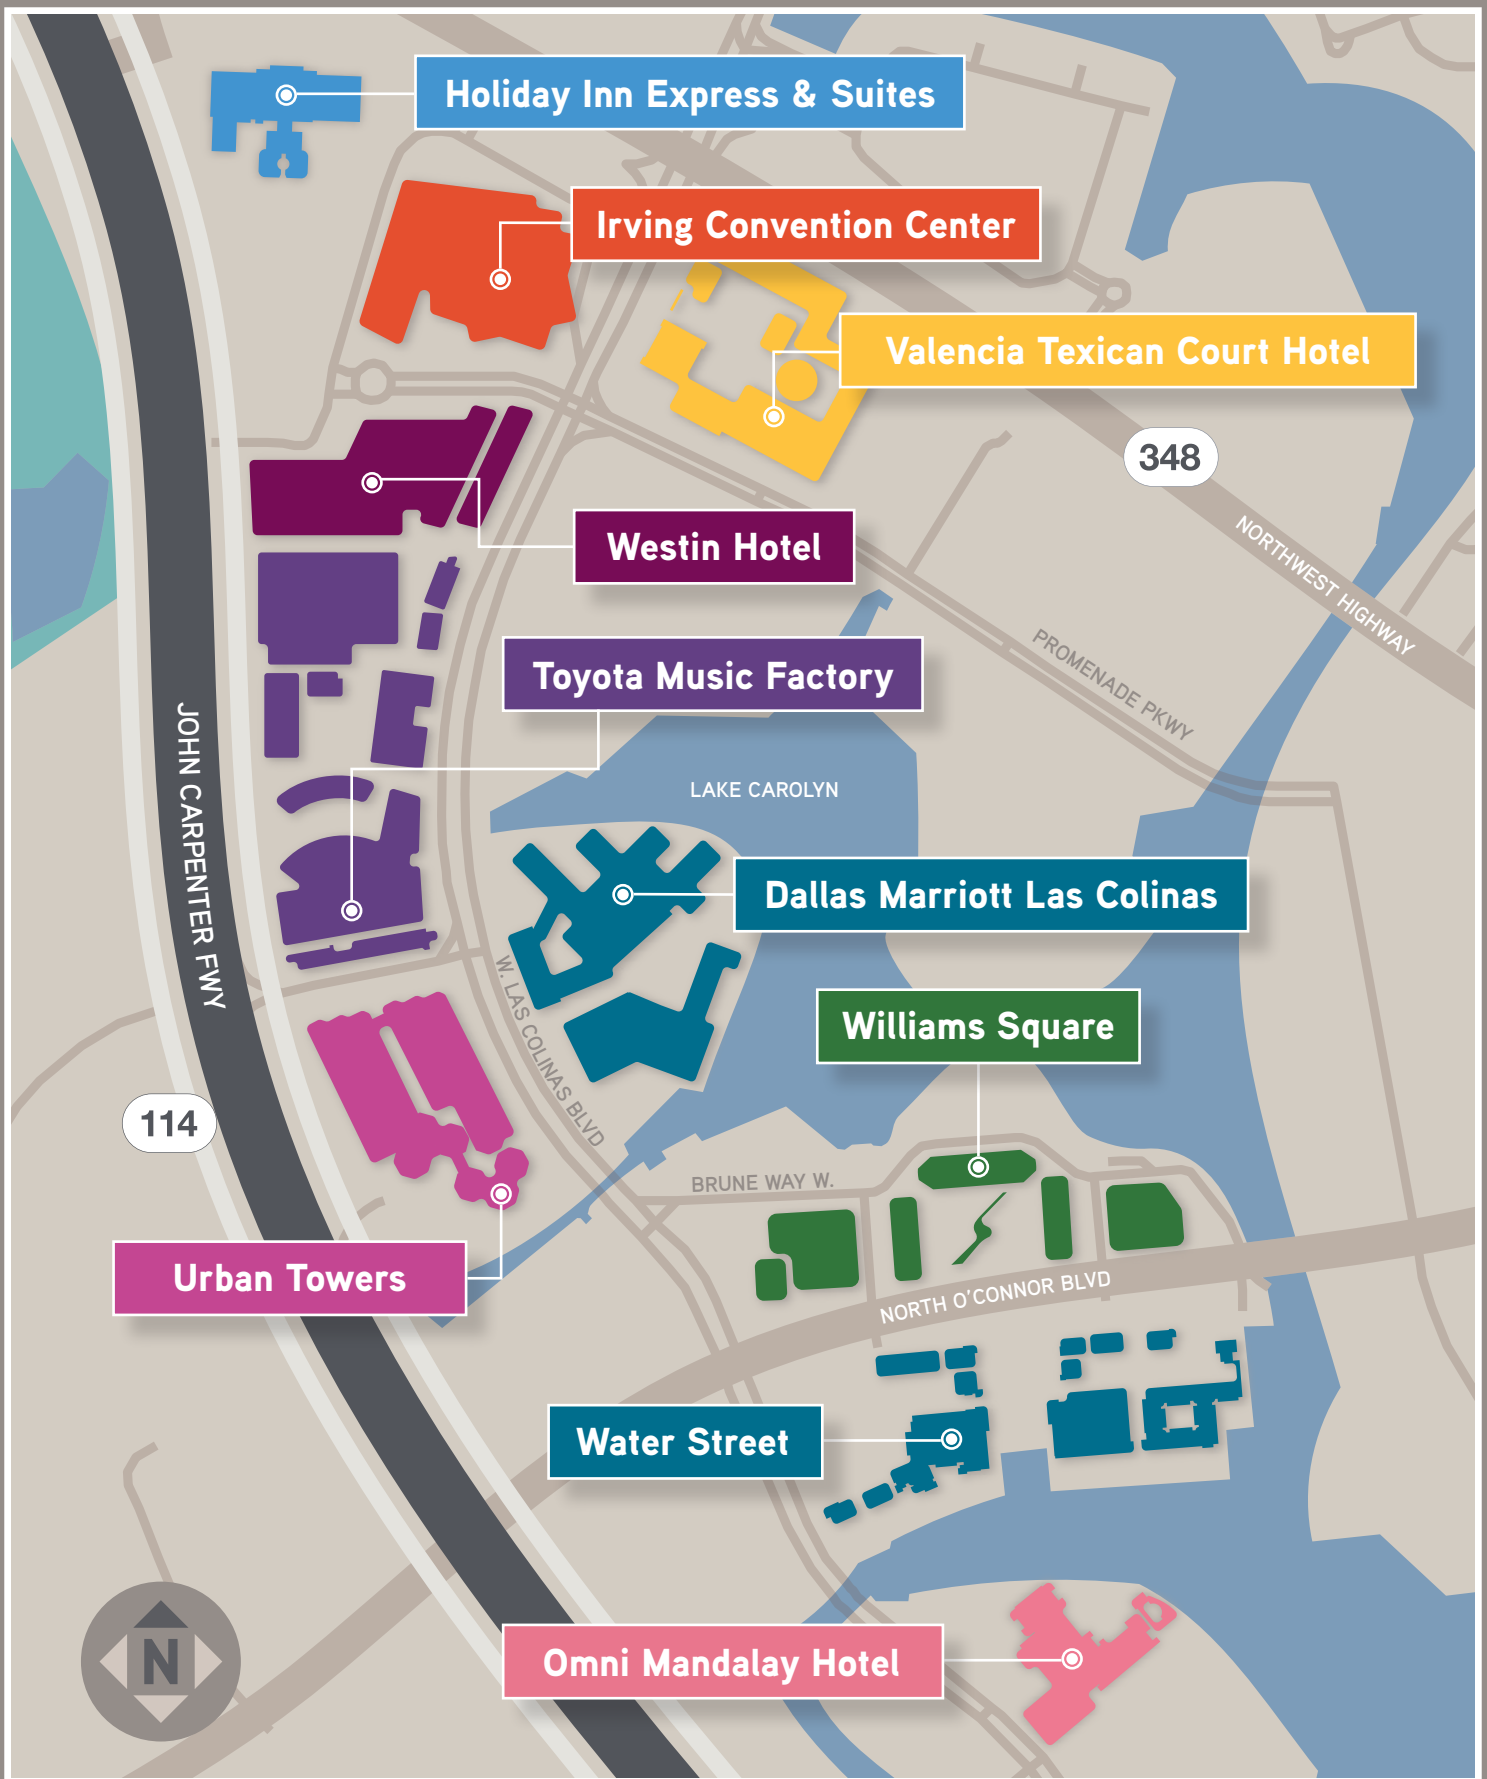 Holiday Inn Express & Suites
Irving Convention Center
Valencia Texican Court Hotel
348
Westin Hotel
NORTHWEST HIGHWAY
Toyota Music Factory
PROMENADE PKWY
JOHN CARPENTER FWY
LAKE CAROLYN
Dallas Marriott Las Colinas
W. LAS COLINAS BLVD
Williams Square
114
BRUNE WAY W.
Urban Towers
NORTH O'CONNOR BLVD
Water Street
N
Omni Mandalay Hotel